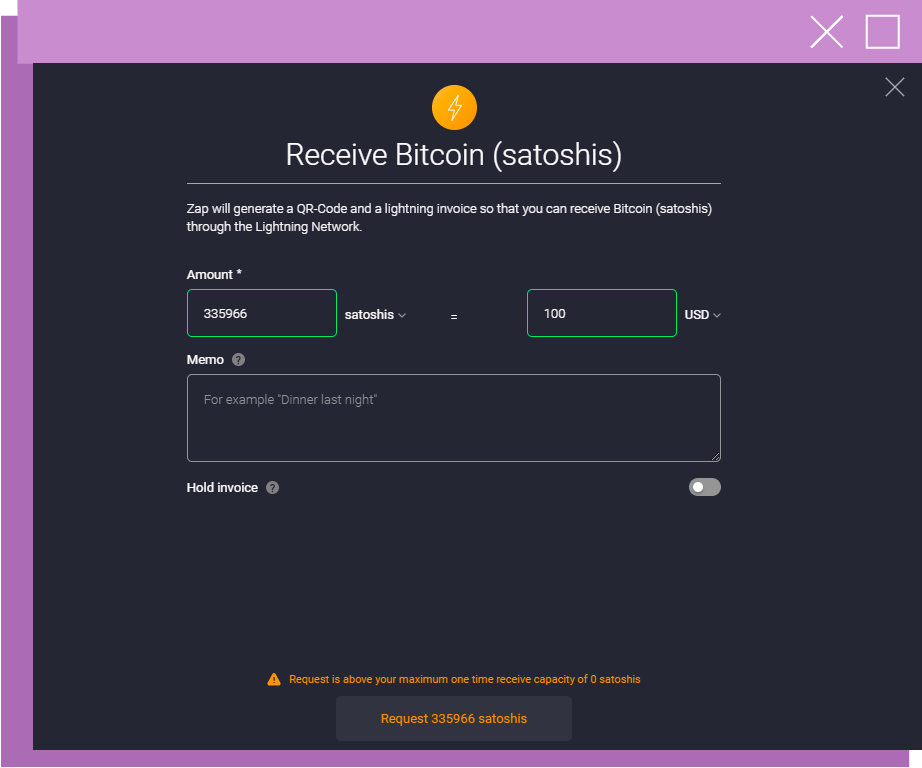 Receive Bitcoin (satoshis)
Zap will generate a QR-Code and a lightning invoice so that you can receive Bitcoin (satoshis)
through the Lightning Network.
Amount *
335966 satoshis = 100 USD
Memo ?
For example "Dinner last night"
Hold invoice ?
Request is above your maximum one time receive capacity of 0 satoshis
Request 335966 satoshis